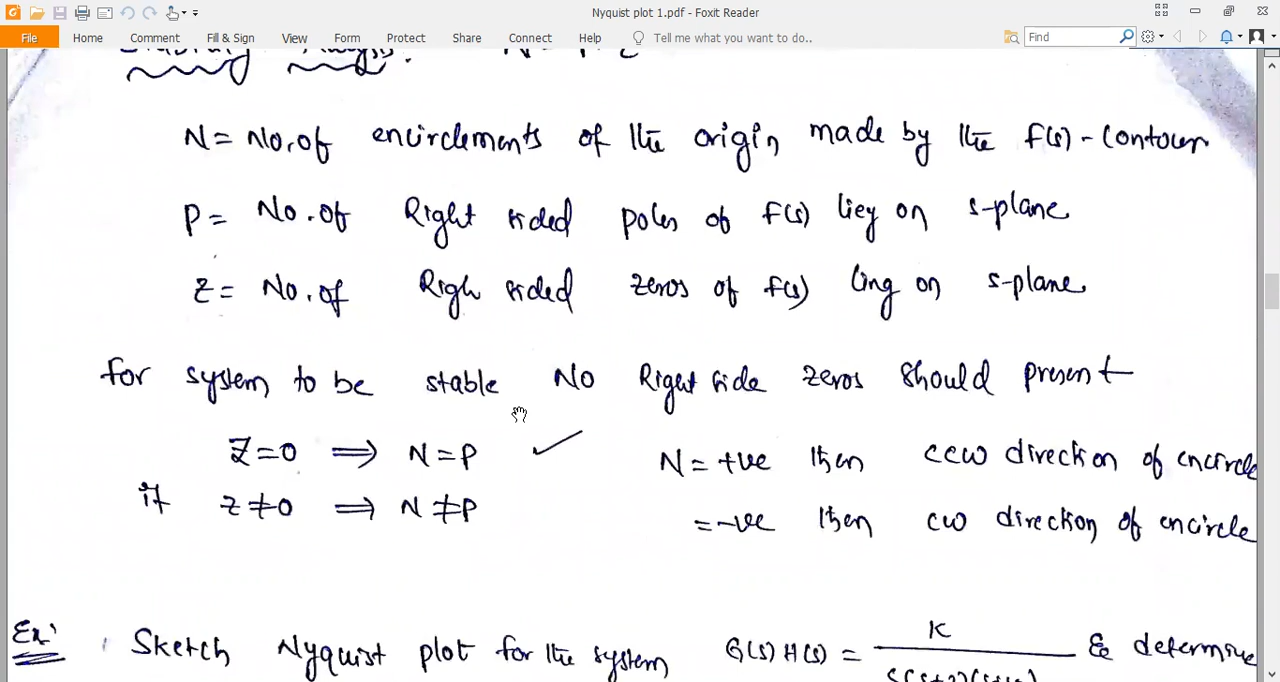 Nyquist plot 1.pdf - Foxit Reader
File Home Comment Fill & Sign View Form Protect Share Connect Help Tell me what you want to do.. Find
N = No. of encirclements of the origin made by the F(s) - Contour
P = No. of Right sided poles of F(s) liey on s-plane
Z = No. of Righ sided zeros of F(s) ling on s-plane
for system to be stable No Right side zeros should present
Z=0 ⟹ N=P ✓ N = +ve then ccw direction of encircle
if Z≠0 ⟹ N≠P = -ve then cw direction of encircle
Ex: Sketch Nyquist plot for the system G(s) H(s) = K & determine